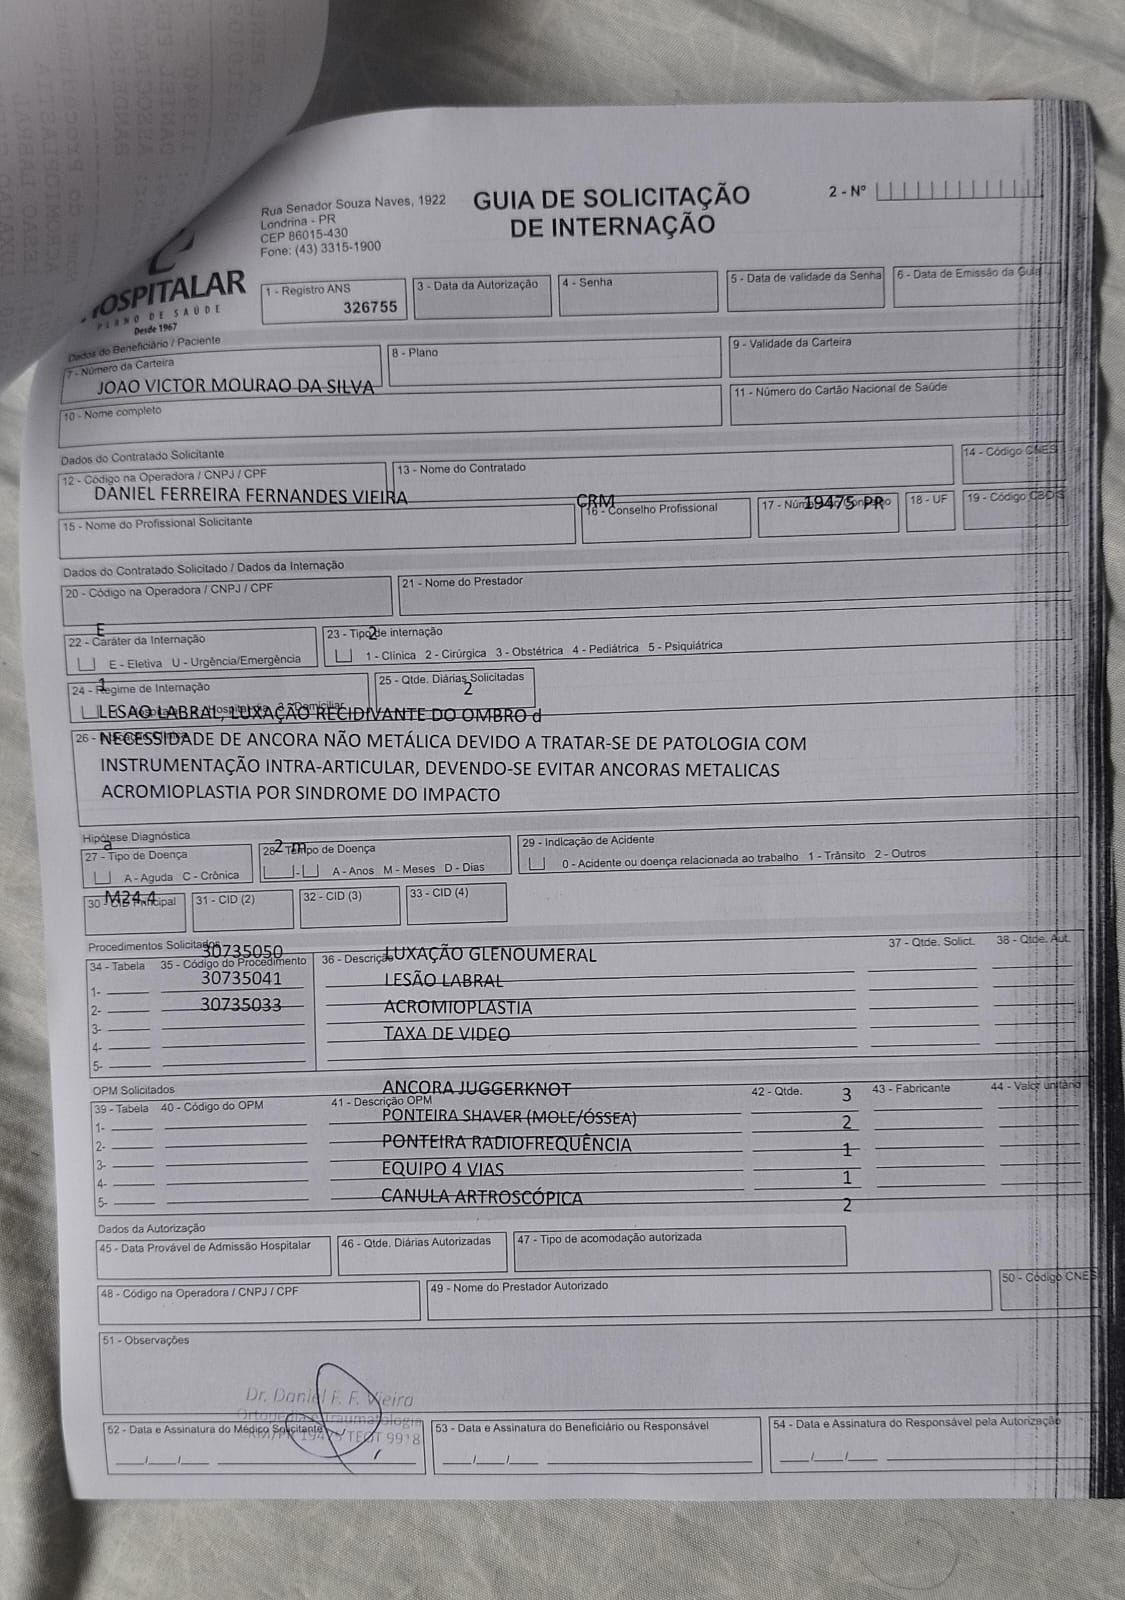 Rua Senador Souza Naves, 1922
Londrina - PR
CEP 86015-430
Fone: (43) 3315-1900
GUIA DE SOLICITAÇÃO
DE INTERNAÇÃO
2 - Nº
HOSPITALAR
PLANO DE SAÚDE
Desde 1967
1 - Registro ANS
326755
3 - Data da Autorização
4 - Senha
5 - Data de validade da Senha
6 - Data de Emissão da Guia
Dados do Beneficiário / Paciente
7 - Número da Carteira
8 - Plano
9 - Validade da Carteira
JOAO VICTOR MOURAO DA SILVA
10 - Nome completo
11 - Número do Cartão Nacional de Saúde
Dados do Contratado Solicitante
12 - Código na Operadora / CNPJ / CPF
13 - Nome do Contratado
14 - Código CNES
DANIEL FERREIRA FERNANDES VIEIRA
CRM
19475 PR
15 - Nome do Profissional Solicitante
16 - Conselho Profissional
17 - Número no Conselho
18 - UF
19 - Código CBOS
Dados do Contratado Solicitado / Dados da Internação
20 - Código na Operadora / CNPJ / CPF
21 - Nome do Prestador
E
2
22 - Caráter da Internação
23 - Tipo de internação
E - Eletiva U - Urgência/Emergência
1 - Clínica 2 - Cirúrgica 3 - Obstétrica 4 - Pediátrica 5 - Psiquiátrica
1
24 - Regime de Internação
25 - Qtde. Diárias Solicitadas
2
LESAO LABRAL, LUXAÇÃO RECIDIVANTE DO OMBRO d
26 -
NECESSIDADE DE ANCORA NÃO METÁLICA DEVIDO A TRATAR-SE DE PATOLOGIA COM
INSTRUMENTAÇÃO INTRA-ARTICULAR, DEVENDO-SE EVITAR ANCORAS METALICAS
ACROMIOPLASTIA POR SINDROME DO IMPACTO
Hipótese Diagnóstica
a
2 m
27 - Tipo de Doença
28 - Tempo de Doença
29 - Indicação de Acidente
A - Aguda C - Crônica
- A - Anos M - Meses D - Dias
0 - Acidente ou doença relacionada ao trabalho 1 - Trânsito 2 - Outros
M24.4
30 - CID Principal
31 - CID (2)
32 - CID (3)
33 - CID (4)
Procedimentos Solicitados
30735050
LUXAÇÃO GLENOUMERAL
34 - Tabela
35 - Código do Procedimento
36 - Descrição
37 - Qtde. Solict.
38 - Qtde. Aut.
30735041
LESÃO LABRAL
1-
30735033
ACROMIOPLASTIA
2-
TAXA DE VIDEO
3-
4-
5-
OPM Solicitados
ANCORA JUGGERKNOT
3
39 - Tabela
40 - Código do OPM
41 - Descrição OPM
42 - Qtde.
43 - Fabricante
44 - Valor unitário
PONTEIRA SHAVER (MOLE/ÓSSEA)
2
1-
PONTEIRA RADIOFREQUÊNCIA
1
2-
EQUIPO 4 VIAS
1
3-
CANULA ARTROSCÓPICA
2
4-
5-
Dados da Autorização
45 - Data Provável de Admissão Hospitalar
46 - Qtde. Diárias Autorizadas
47 - Tipo de acomodação autorizada
48 - Código na Operadora / CNPJ / CPF
49 - Nome do Prestador Autorizado
50 - Código CNES
51 - Observações
Dr. Daniel F. F. Vieira
Ortopedia e Traumatologia
CRM/PR 19475 TEOT 9918
52 - Data e Assinatura do Médico Solicitante
53 - Data e Assinatura do Beneficiário ou Responsável
54 - Data e Assinatura do Responsável pela Autorização